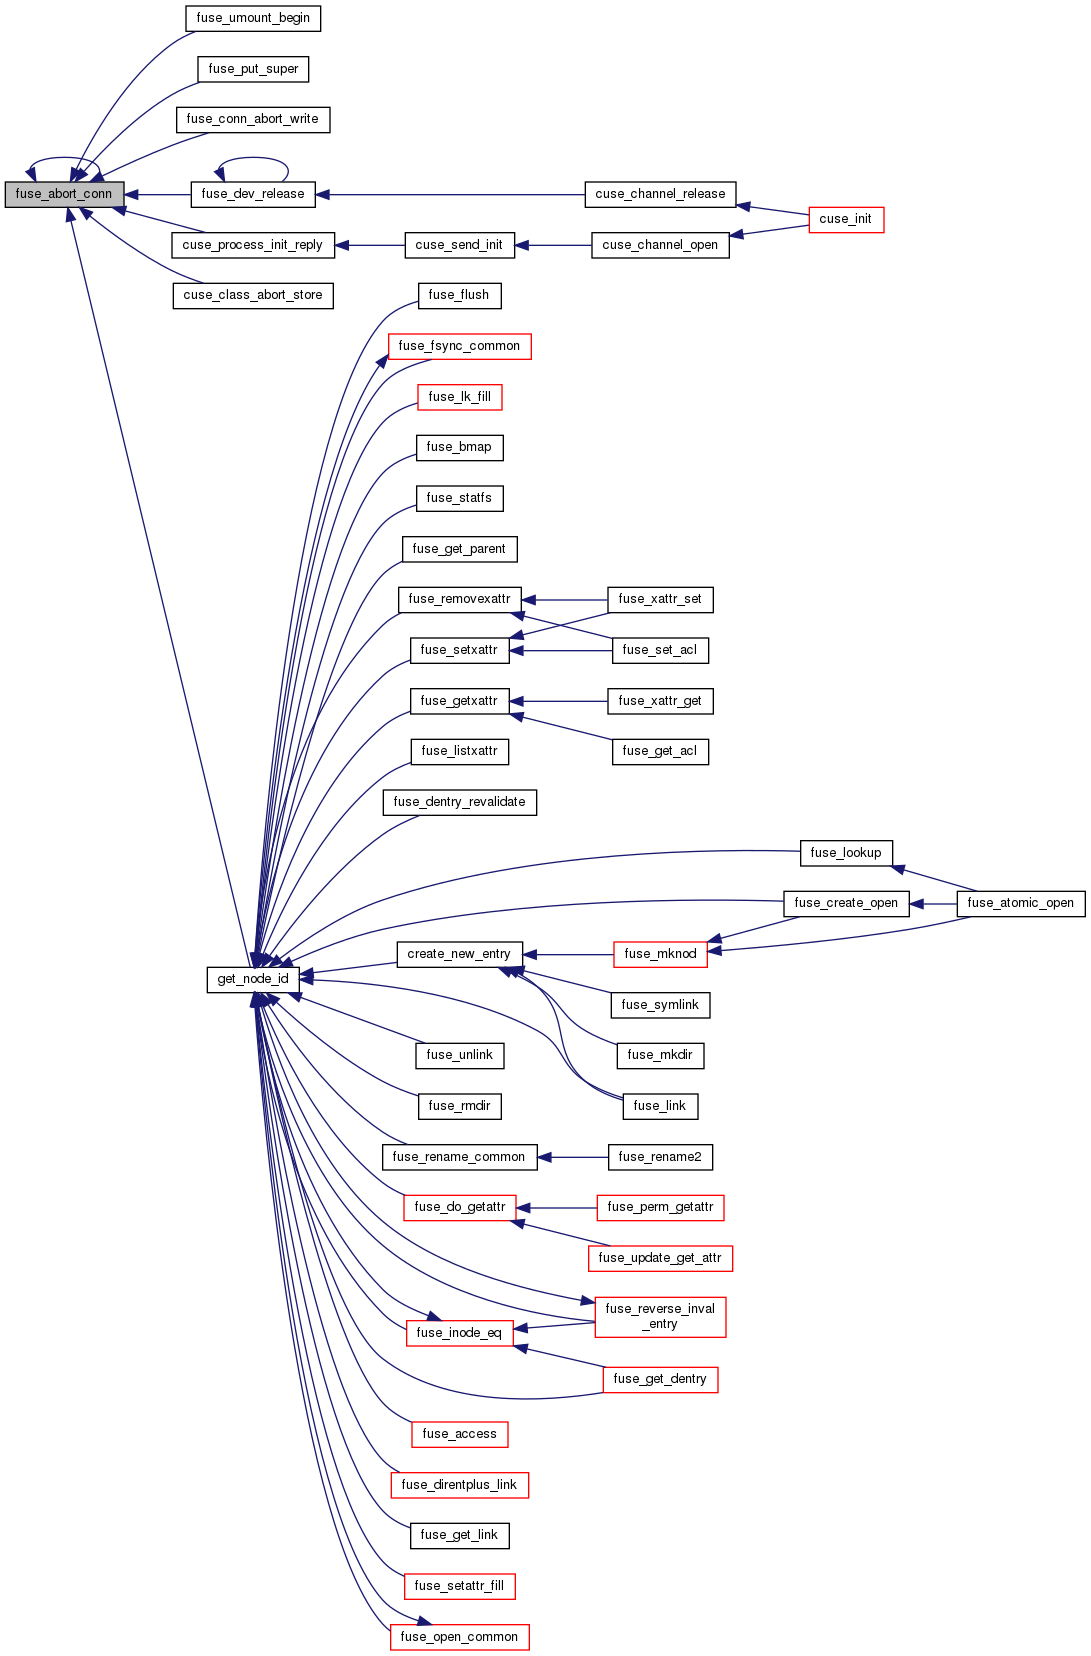 fuse_umount_begin
fuse_put_super
fuse_conn_abort_write
fuse_abort_conn
fuse_dev_release
cuse_channel_release
cuse_init
cuse_process_init_reply
cuse_send_init
cuse_channel_open
cuse_class_abort_store
fuse_flush
fuse_fsync_common
fuse_lk_fill
fuse_bmap
fuse_statfs
fuse_get_parent
fuse_removexattr
fuse_xattr_set
fuse_setxattr
fuse_set_acl
fuse_getxattr
fuse_xattr_get
fuse_listxattr
fuse_get_acl
fuse_dentry_revalidate
fuse_lookup
fuse_create_open
fuse_atomic_open
create_new_entry
fuse_mknod
get_node_id
fuse_symlink
fuse_unlink
fuse_mkdir
fuse_rmdir
fuse_link
fuse_rename_common
fuse_rename2
fuse_do_getattr
fuse_perm_getattr
fuse_update_get_attr
fuse_reverse_inval
_entry
fuse_inode_eq
fuse_get_dentry
fuse_access
fuse_direntplus_link
fuse_get_link
fuse_setattr_fill
fuse_open_common